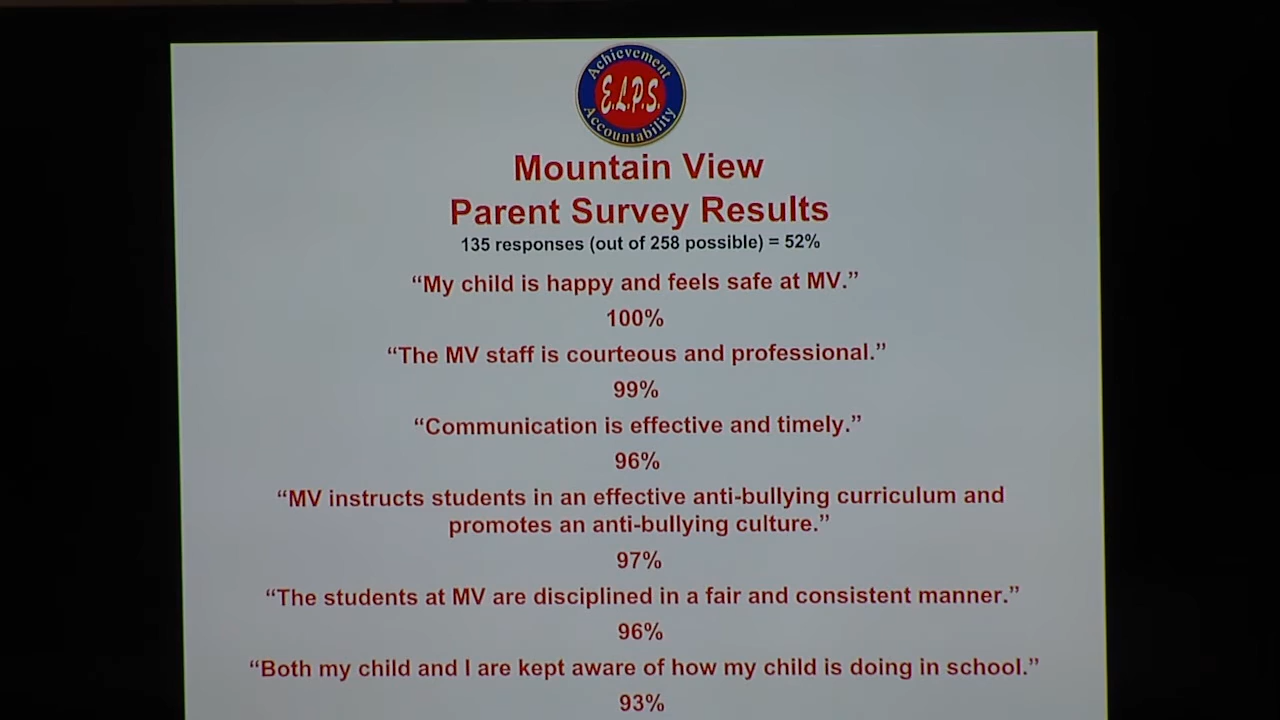 Achievement
E.L.P.S.
Accountability
Mountain View
Parent Survey Results
135 responses (out of 258 possible) = 52%
“My child is happy and feels safe at MV.”
100%
“The MV staff is courteous and professional.”
99%
“Communication is effective and timely.”
96%
“MV instructs students in an effective anti-bullying curriculum and
promotes an anti-bullying culture.”
97%
“The students at MV are disciplined in a fair and consistent manner.”
96%
“Both my child and I are kept aware of how my child is doing in school.”
93%